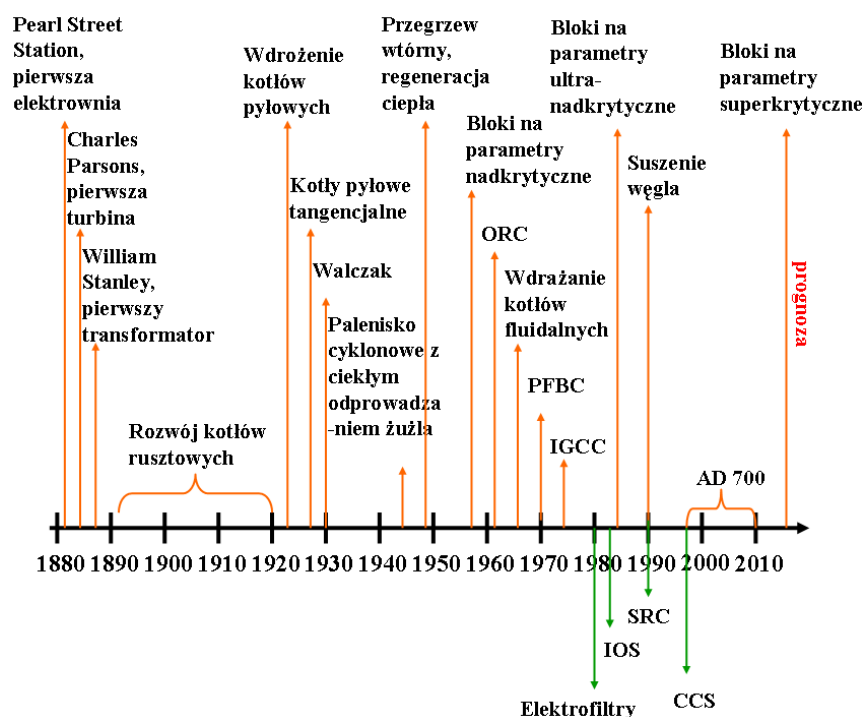 Pearl Street
Station,
pierwsza
elektrownia
Charles
Parsons,
pierwsza
turbina
William
Stanley,
pierwszy
transformator
Rozwój kotłów
rusztowych
Wdrożenie
kotłów
pyłowych
Kotły pyłowe
tangencjalne
Walczak
Palenisko
cyklonowe z
ciekłym
odprowadza
-niem żużla
Przegrzew
wtórny,
regeneracja
ciepła
Bloki na
parametry
nadkrytyczne
ORC
Wdrażanie
kotłów
fluidalnych
PFBC
IGCC
Bloki na
parametry
ultra-
nadkrytyczne
Suszenie
węgla
AD 700
Bloki na
parametry
superkrytyczne
prognoza
1880 1890 1900 1910 1920 1930 1940 1950 1960 1970 1980 1990 2000 2010
SRC
IOS
Elektrofiltry
CCS